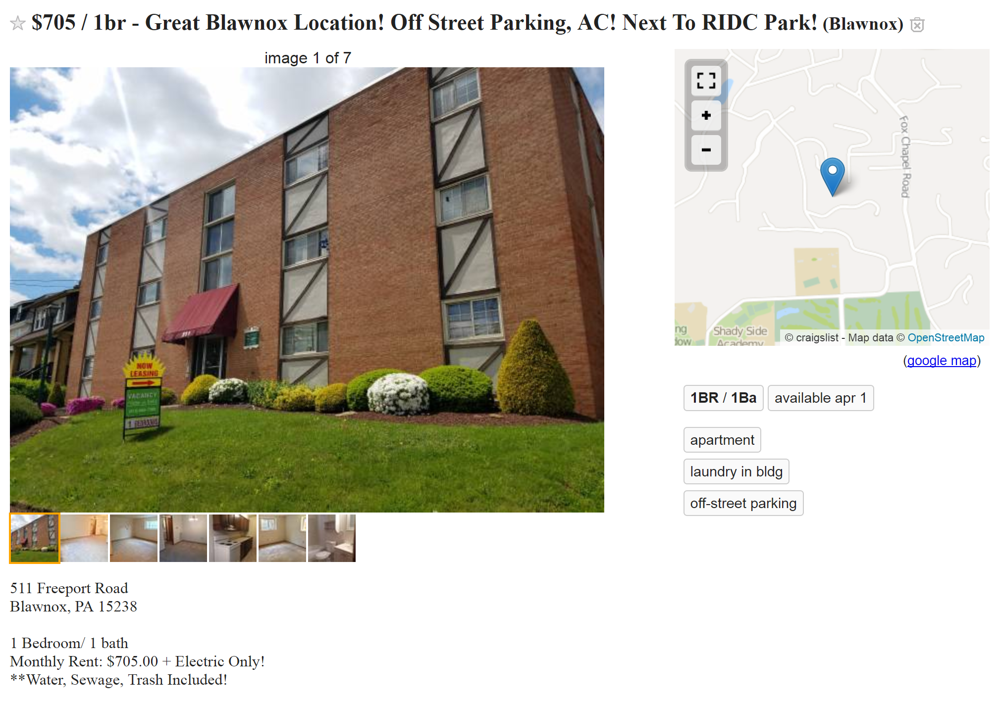 $705 / 1br - Great Blawnox Location! Off Street Parking, AC! Next To RIDC Park! (Blawnox)
image 1 of 7
NOW
LEASING
VACANCY
511
Fox Chapel Road
Shady Side
Academy
ng
dow
© craigslist - Map data © OpenStreetMap
(google map)
1BR / 1Ba
available apr 1
apartment
laundry in bldg
off-street parking
511 Freeport Road
Blawnox, PA 15238
1 Bedroom/ 1 bath
Monthly Rent: $705.00 + Electric Only!
**Water, Sewage, Trash Included!